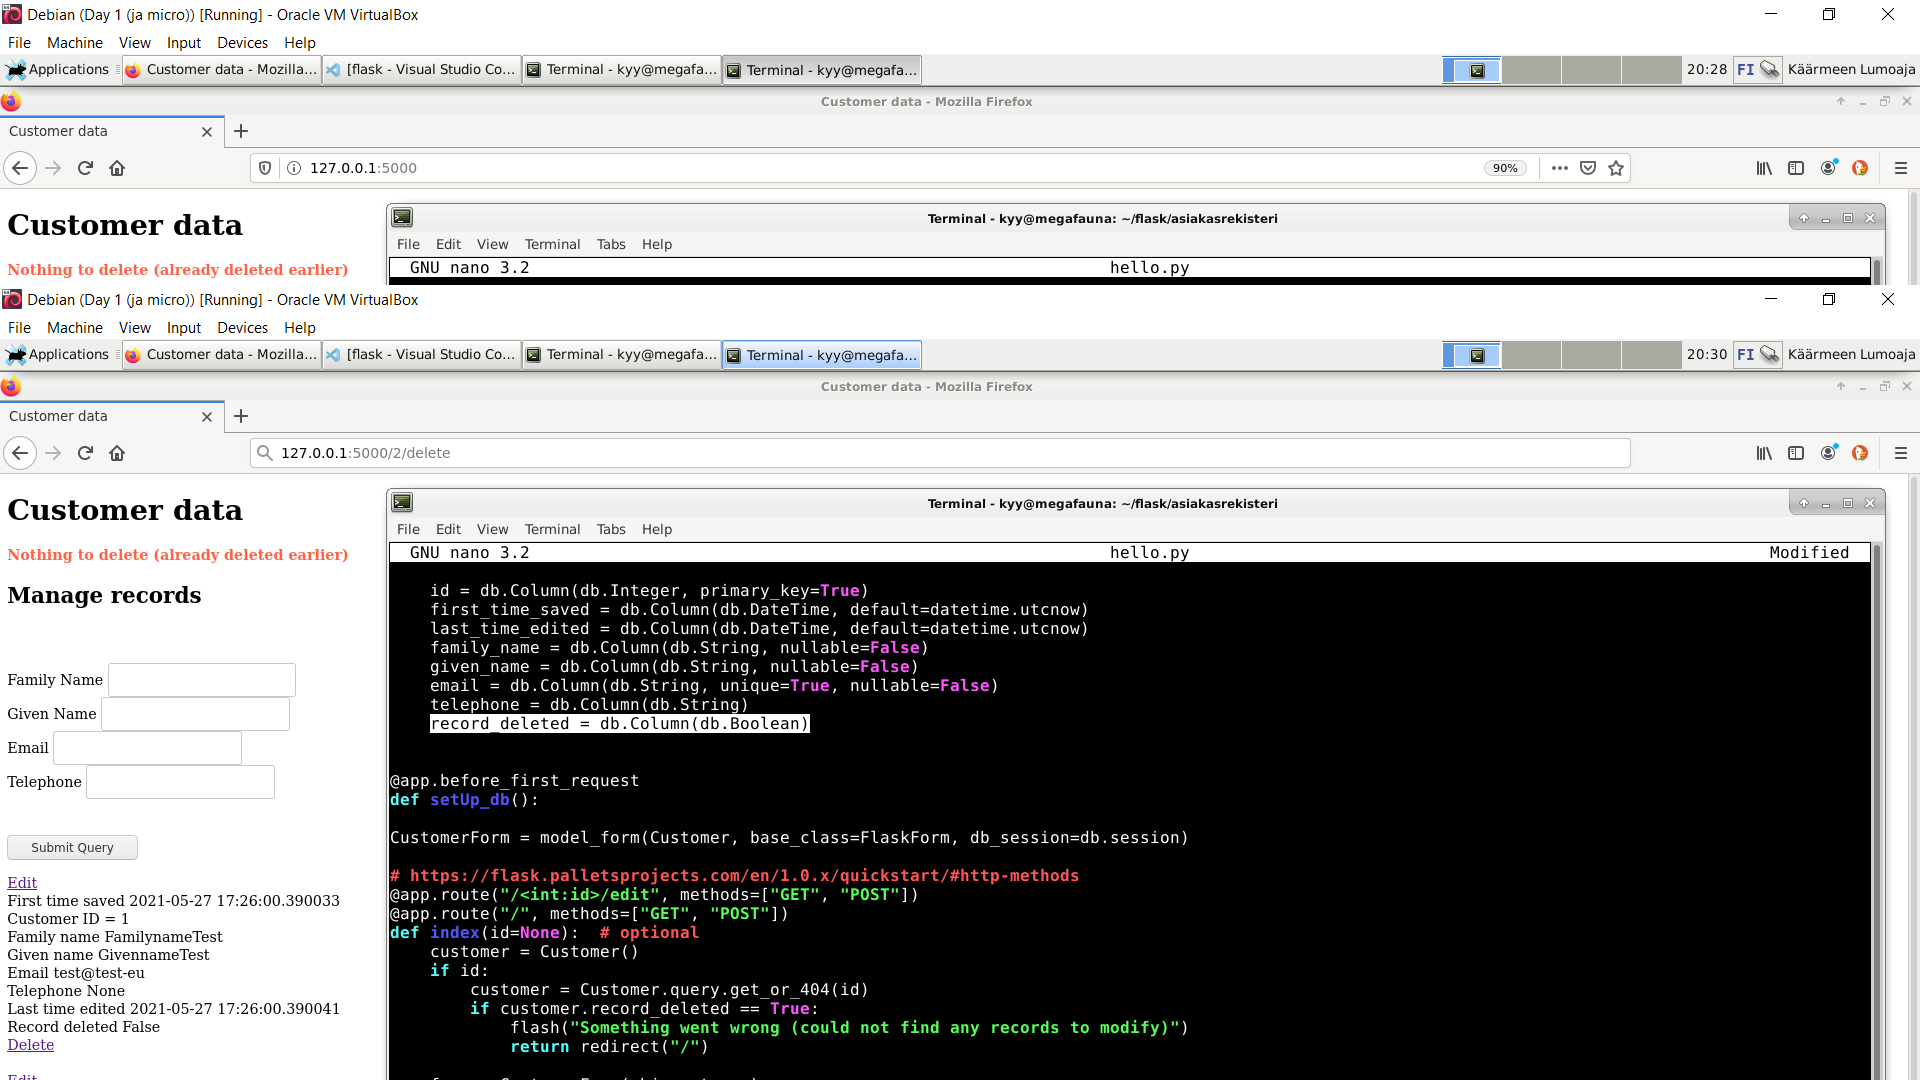 Debian (Day 1 (ja micro)) [Running] - Oracle VM VirtualBox
File Machine View Input Devices Help
Applications Customer data - Mozilla... [flask - Visual Studio Co... Terminal - kyy@megafa... Terminal - kyy@megafa... 20:28 FI Käärmeen Lumoaja
Customer data - Mozilla Firefox
Customer data
127.0.0.1:5000 90%
Customer data
Nothing to delete (already deleted earlier)
Terminal - kyy@megafauna: ~/flask/asiakasrekisteri
File Edit View Terminal Tabs Help
GNU nano 3.2 hello.py
Debian (Day 1 (ja micro)) [Running] - Oracle VM VirtualBox
File Machine View Input Devices Help
Applications Customer data - Mozilla... [flask - Visual Studio Co... Terminal - kyy@megafa... Terminal - kyy@megafa... 20:30 FI Käärmeen Lumoaja
Customer data - Mozilla Firefox
Customer data
127.0.0.1:5000/2/delete
Customer data
Nothing to delete (already deleted earlier)
Manage records
Family Name
Given Name
Email
Telephone
Submit Query
Edit
First time saved 2021-05-27 17:26:00.390033
Customer ID = 1
Family name FamilynameTest
Given name GivennameTest
Email test@test-eu
Telephone None
Last time edited 2021-05-27 17:26:00.390041
Record deleted False
Delete
Edit
Terminal - kyy@megafauna: ~/flask/asiakasrekisteri
File Edit View Terminal Tabs Help
GNU nano 3.2 hello.py Modified
id = db.Column(db.Integer, primary_key=True)
first_time_saved = db.Column(db.DateTime, default=datetime.utcnow)
last_time_edited = db.Column(db.DateTime, default=datetime.utcnow)
family_name = db.Column(db.String, nullable=False)
given_name = db.Column(db.String, nullable=False)
email = db.Column(db.String, unique=True, nullable=False)
telephone = db.Column(db.String)
record_deleted = db.Column(db.Boolean)
@app.before_first_request
def setUp_db():
CustomerForm = model_form(Customer, base_class=FlaskForm, db_session=db.session)
# https://flask.palletsprojects.com/en/1.0.x/quickstart/#http-methods
@app.route("/<int:id>/edit", methods=["GET", "POST"])
@app.route("/", methods=["GET", "POST"])
def index(id=None):  # optional
customer = Customer()
if id:
customer = Customer.query.get_or_404(id)
if customer.record_deleted == True:
flash("Something went wrong (could not find any records to modify)")
return redirect("/")